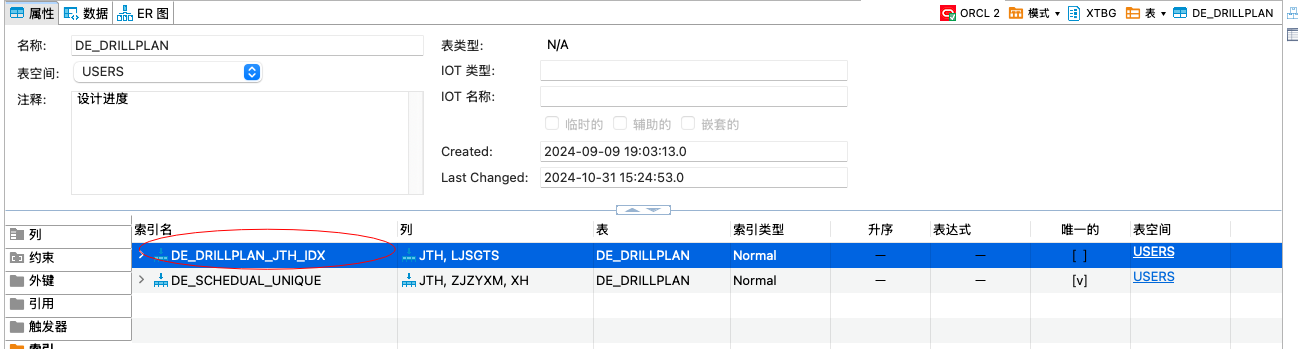 属性 数据 ER 图 ORCL 2 模式 XTBG 表 DE_DRILLPLAN
名称: DE_DRILLPLAN 表类型: N/A
表空间: USERS IOT 类型:
注释: 设计进度 IOT 名称:
临时的 辅助的 嵌套的
Created: 2024-09-09 19:03:13.0
Last Changed: 2024-10-31 15:24:53.0
列 索引名 列 表 索引类型 升序 表达式 唯一的 表空间
约束 DE_DRILLPLAN_JTH_IDX JTH, LJSGTS DE_DRILLPLAN Normal — — [ ] USERS
外键 DE_SCHEDUAL_UNIQUE JTH, ZJZYXM, XH DE_DRILLPLAN Normal — — [v] USERS
引用
触发器
索引